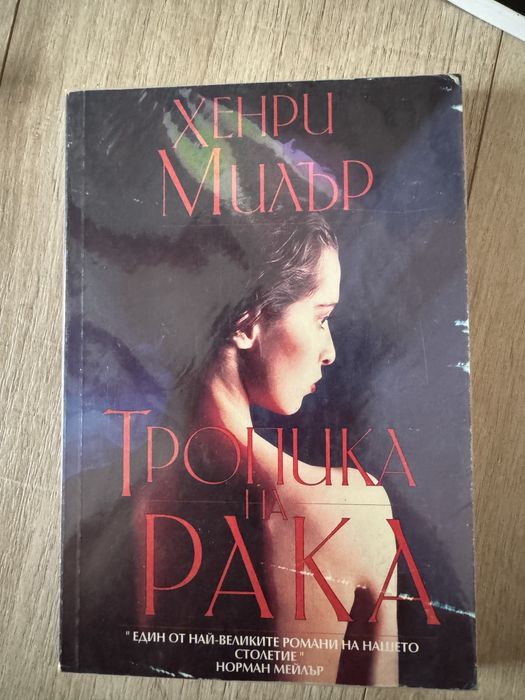 ХЕНРИ
МИЛЪР
ТРОПИКА
НА
РАКА
" ЕДИН ОТ НАЙ-ВЕЛИКИТЕ РОМАНИ НА НАШЕТО
СТОЛЕТИЕ "
НОРМАН МЕЙЛЪР